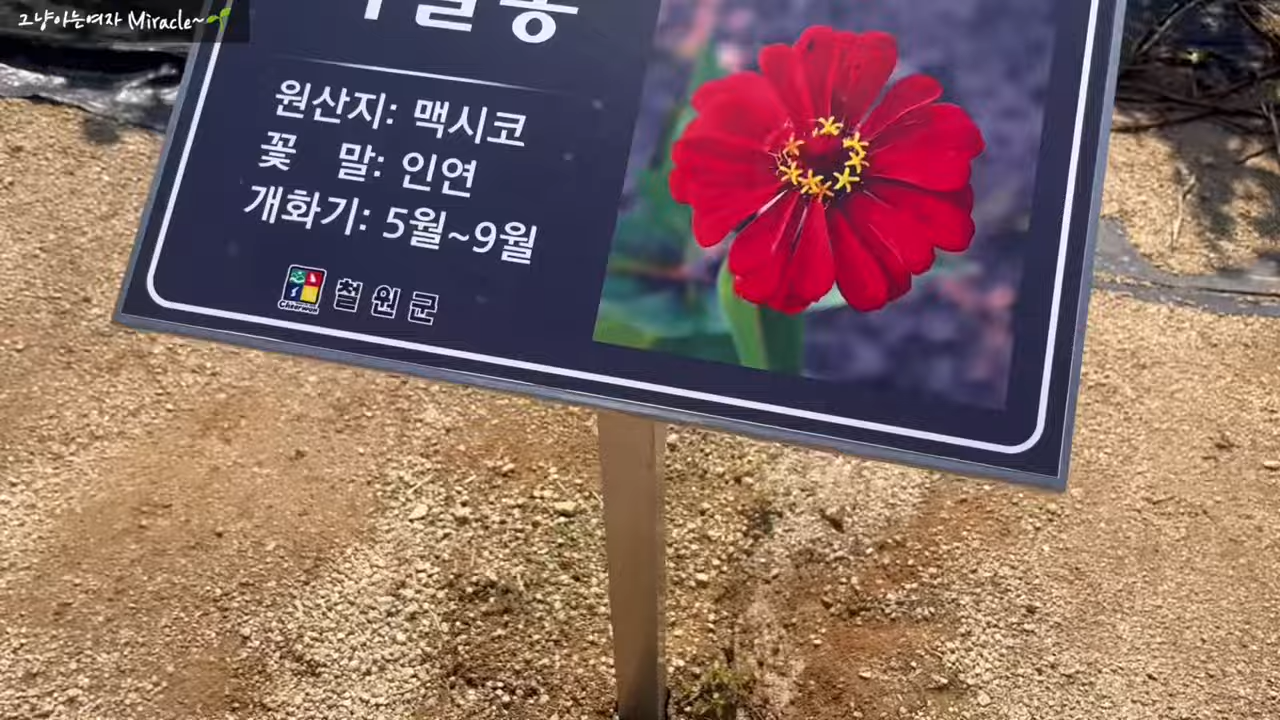 그냥아는여자 Miracle~
원산지: 맥시코
꽃 말: 인연
개화기: 5월~9월
철원군